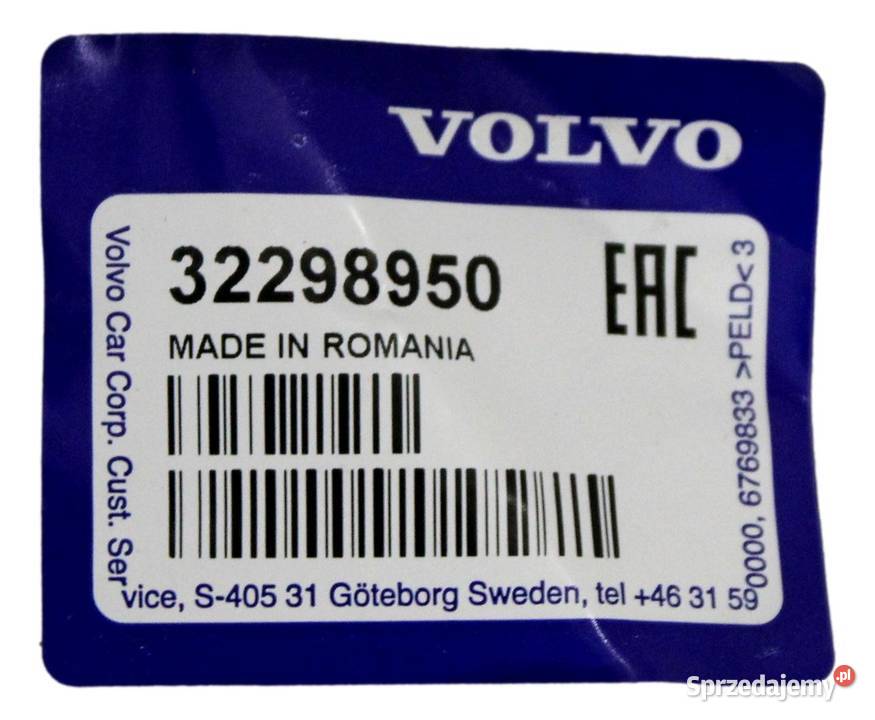 VOLVO
32298950
EAC
MADE IN ROMANIA
Volvo Car Corp. Cust. Service, S-405 31 Göteborg Sweden, tel +46 31 590000, 6769833 >PELD< 3
Sprzedajemy.pl